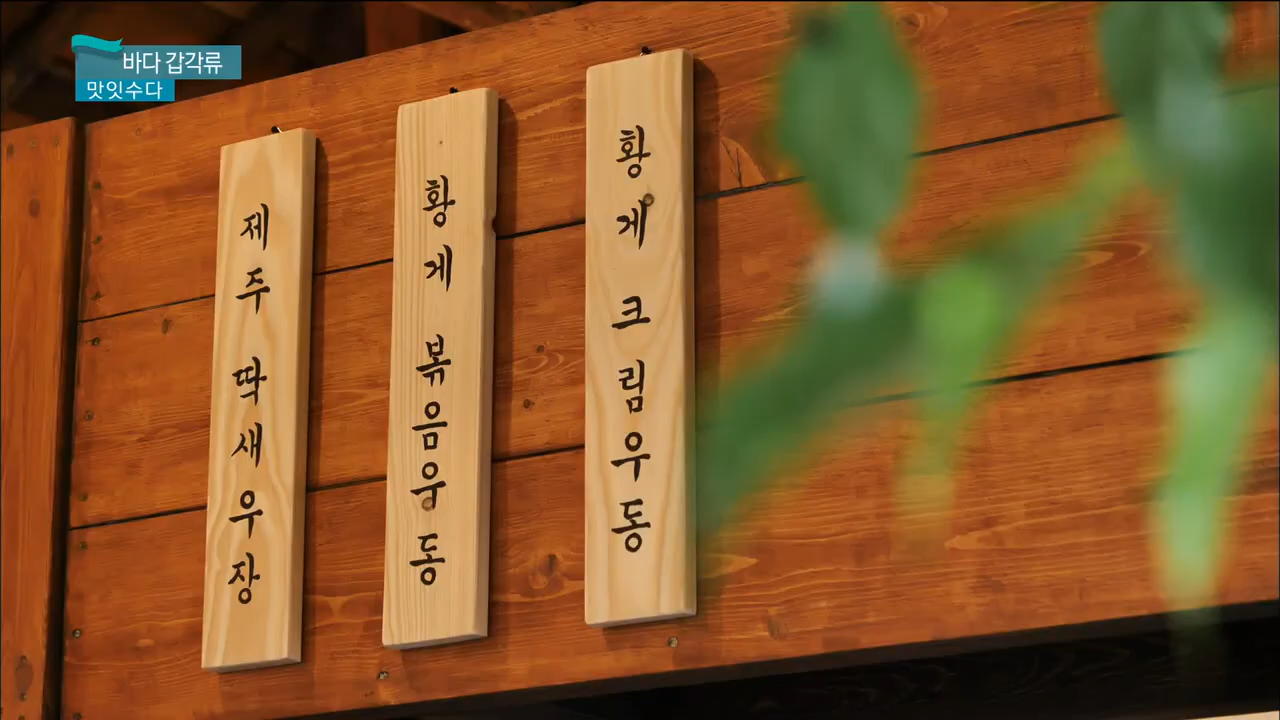 바다 갑각류
맛잇수다
제주 딱새우장
황게 볶음우동
황게 크림우동